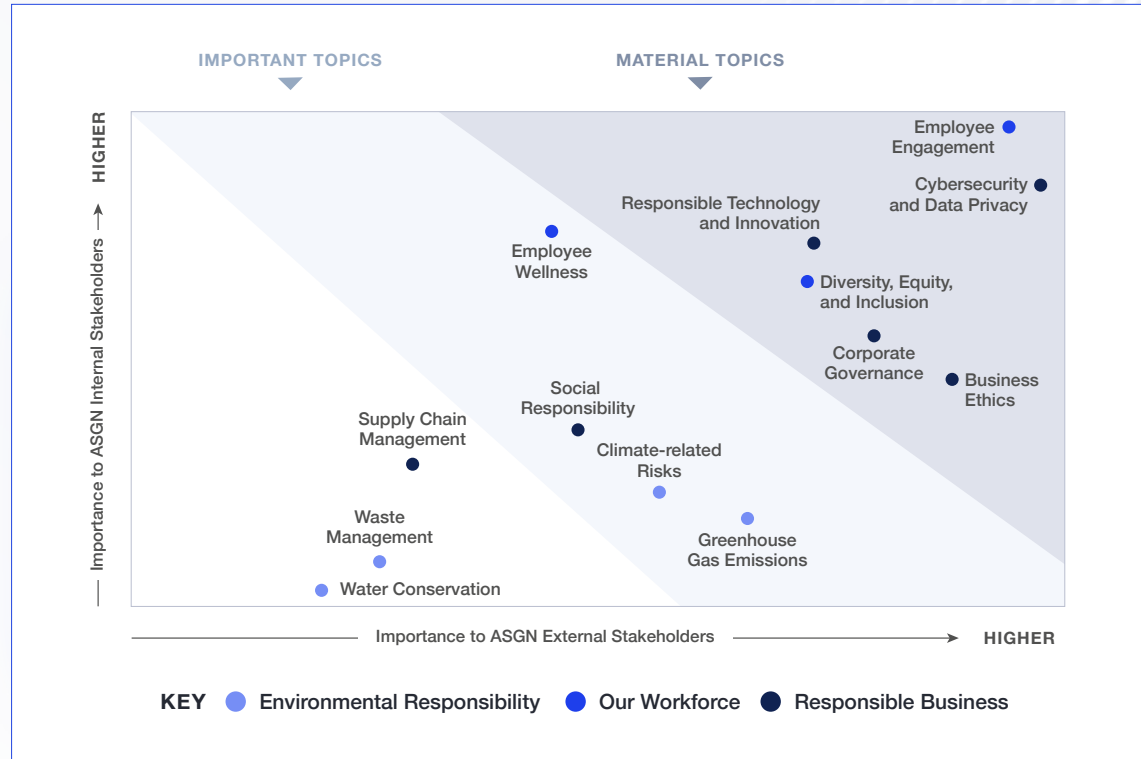 IMPORTANT TOPICS
MATERIAL TOPICS
HIGHER
Importance to ASGN Internal Stakeholders
Employee
Engagement
Cybersecurity
and Data Privacy
Responsible Technology
and Innovation
Employee
Wellness
Diversity, Equity,
and Inclusion
Corporate
Governance
Business
Ethics
Social
Responsibility
Supply Chain
Management
Climate-related
Risks
Waste
Management
Greenhouse
Gas Emissions
Water Conservation
Importance to ASGN External Stakeholders
HIGHER
KEY
Environmental Responsibility
Our Workforce
Responsible Business